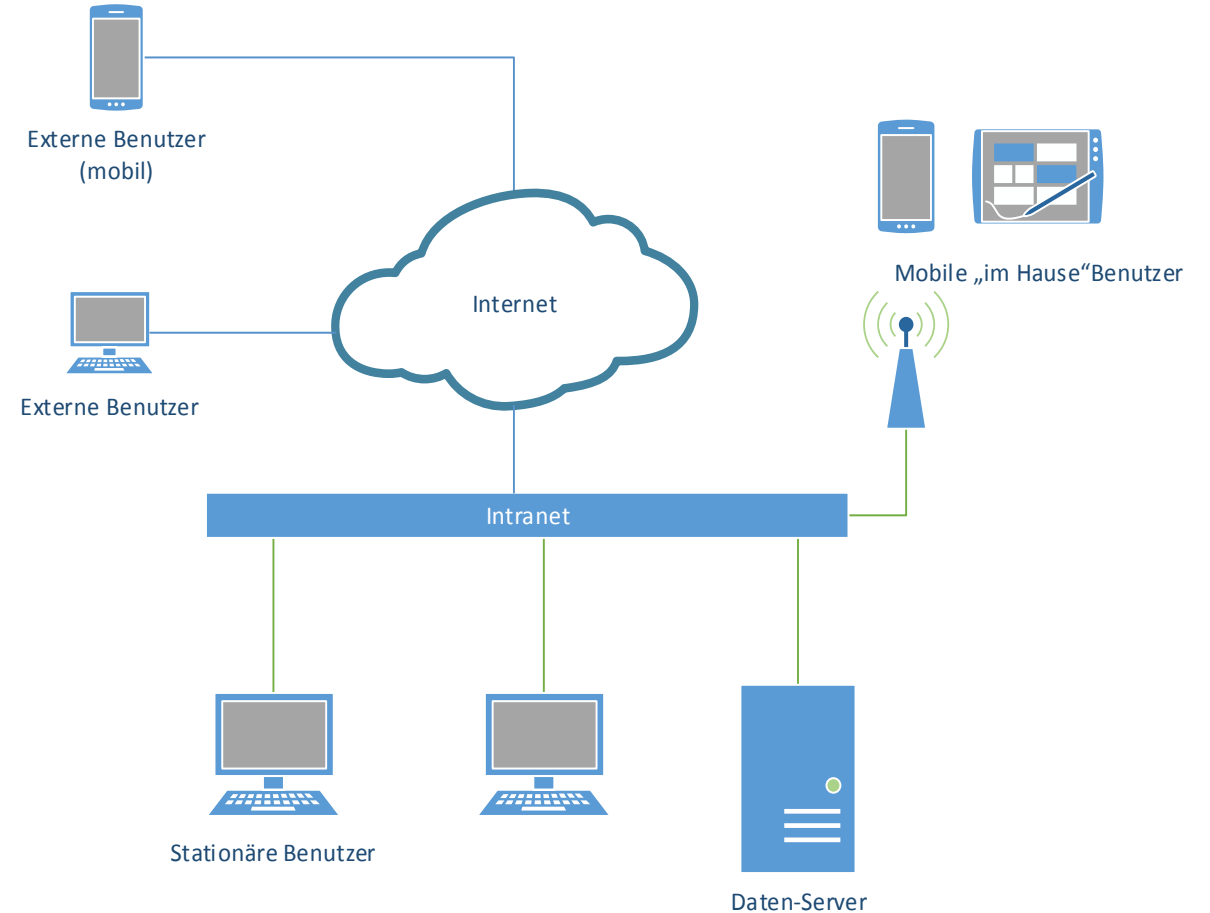 Externe Benutzer
(mobil)
Mobile „im Hause“Benutzer
Internet
Externe Benutzer
Intranet
Stationäre Benutzer
Daten-Server